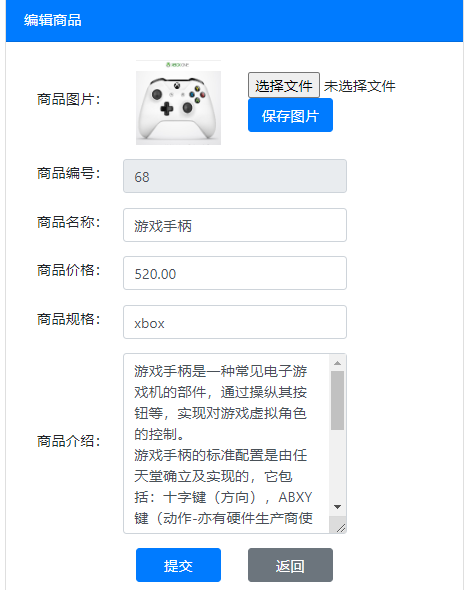 编辑商品
XBOX ONE
商品图片：
选择文件 未选择文件
保存图片
商品编号：
68
商品名称：
游戏手柄
商品价格：
520.00
商品规格：
xbox
商品介绍：
游戏手柄是一种常见电子游
戏机的部件，通过操纵其按
钮等，实现对游戏虚拟角色
的控制。
游戏手柄的标准配置是由任
天堂确立及实现的，它包
括：十字键（方向），ABXY
键（动作-亦有硬件生产商使
提交
返回